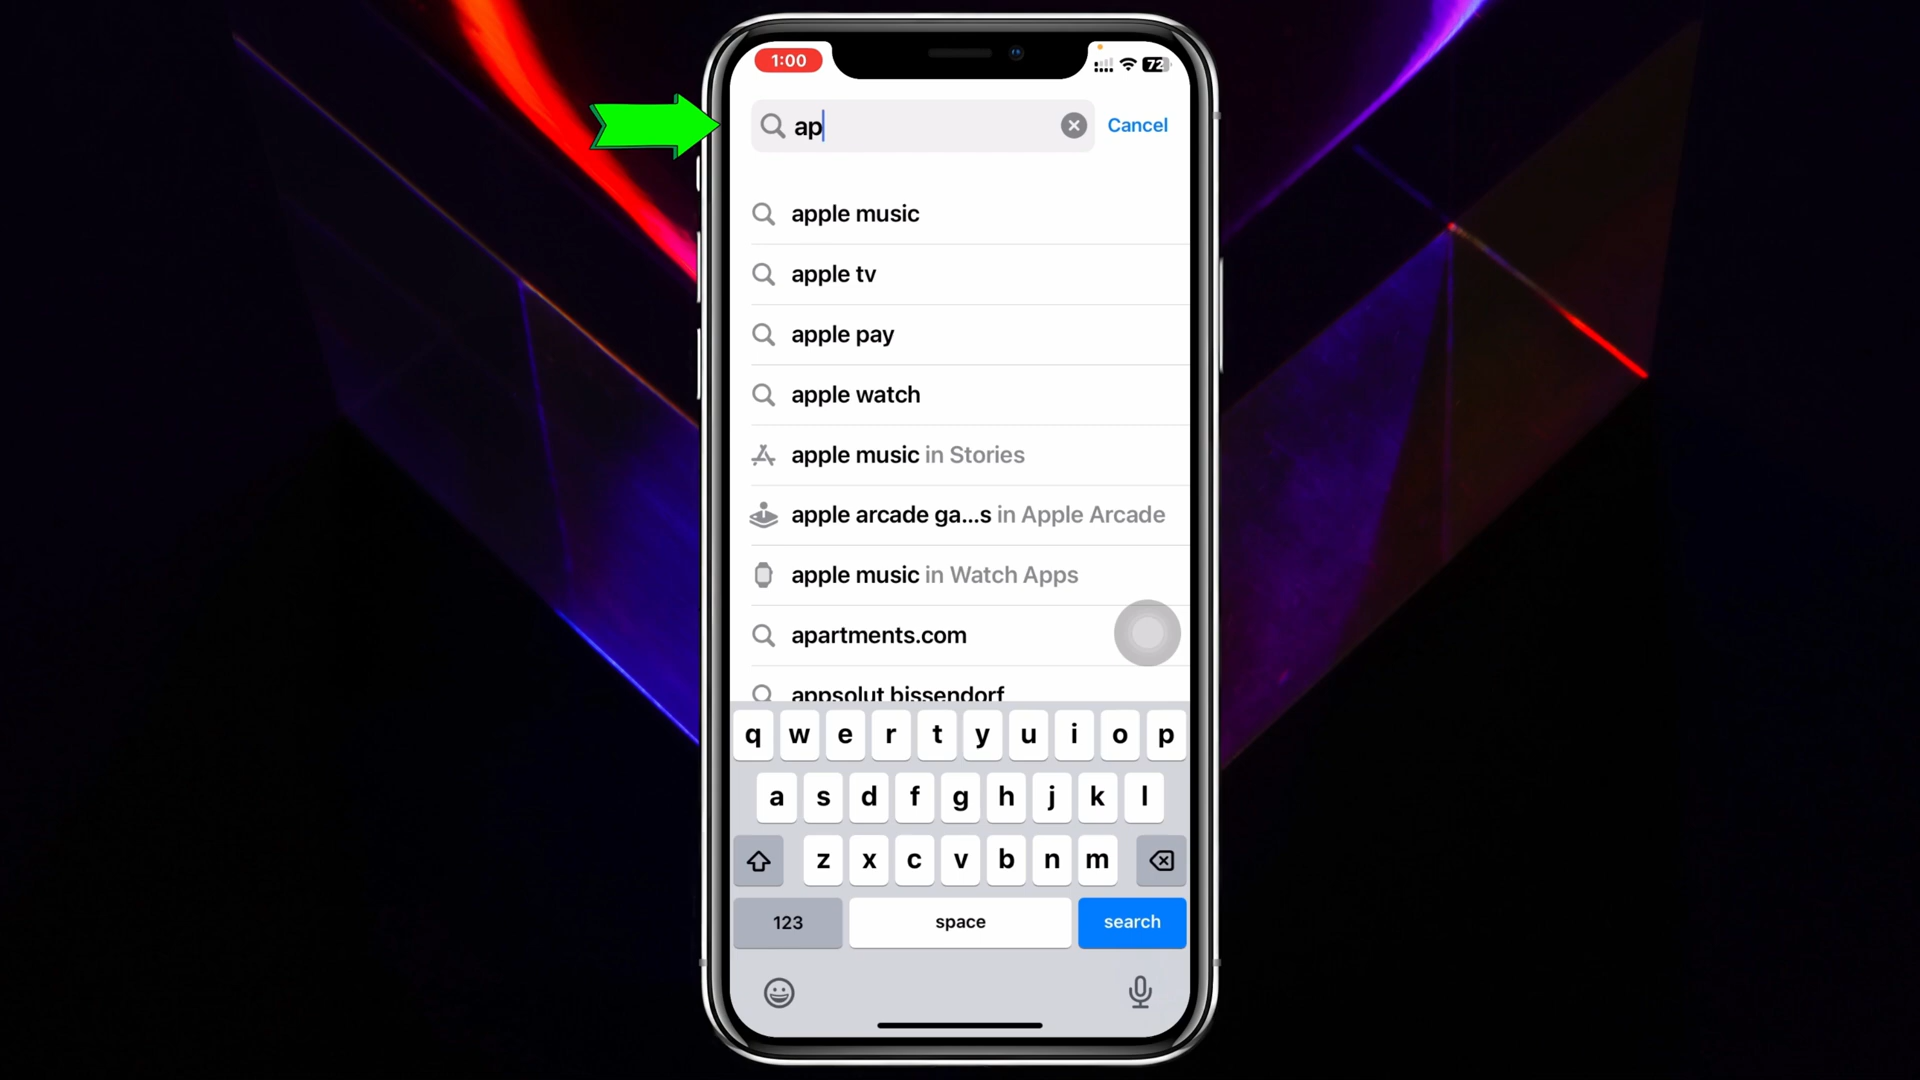 1:00
72
ap
Cancel
apple music
apple tv
apple pay
apple watch
apple music in Stories
apple arcade ga...s in Apple Arcade
apple music in Watch Apps
apartments.com
appsolut bissendorf
q w e r t y u i o p
a s d f g h j k l
z x c v b n m
123
space
search